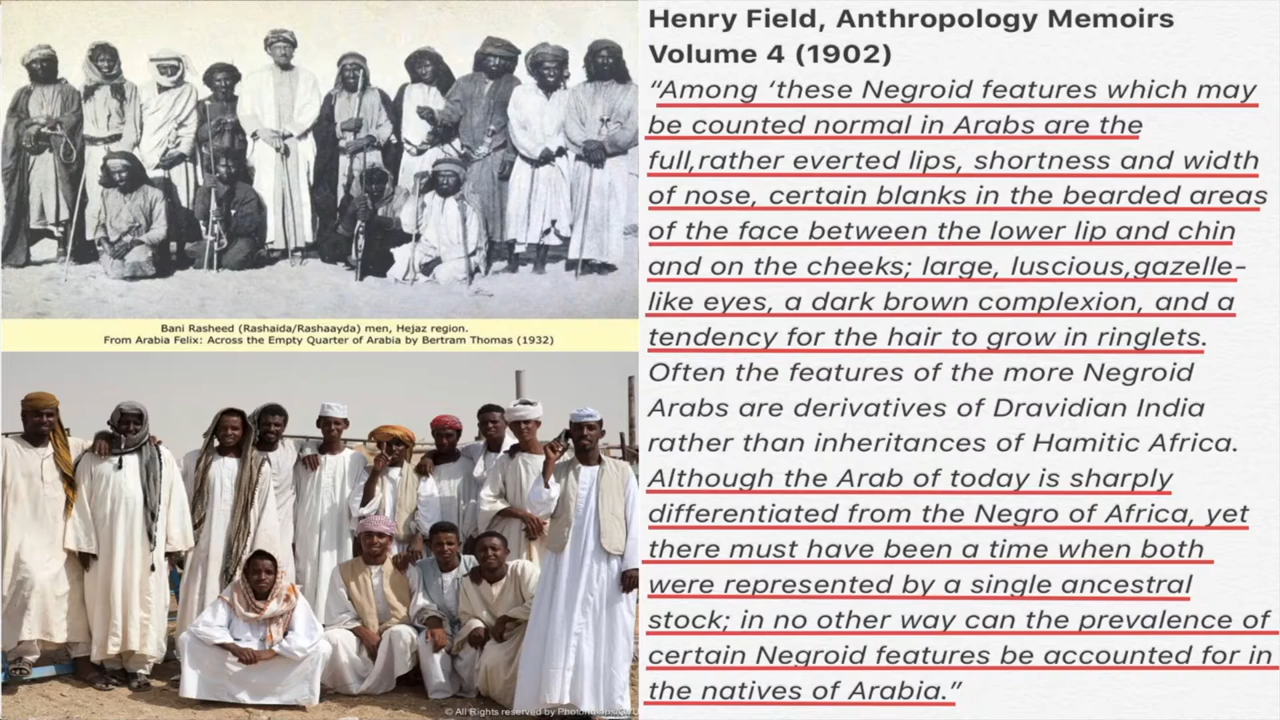 Henry Field, Anthropology Memoirs
Volume 4 (1902)
“Among ‘these Negroid features which may
be counted normal in Arabs are the
full,rather everted lips, shortness and width
of nose, certain blanks in the bearded areas
of the face between the lower lip and chin
and on the cheeks; large, luscious,gazelle-
like eyes, a dark brown complexion, and a
tendency for the hair to grow in ringlets.
Often the features of the more Negroid
Arabs are derivatives of Dravidian India
rather than inheritances of Hamitic Africa.
Although the Arab of today is sharply
differentiated from the Negro of Africa, yet
there must have been a time when both
were represented by a single ancestral
stock; in no other way can the prevalence of
certain Negroid features be accounted for in
the natives of Arabia.”
Bani Rasheed (Rashaida/Rashaayda) men, Hejaz region.
From Arabia Felix: Across the Empty Quarter of Arabia by Bertram Thomas (1932)
© All Rights reserved by